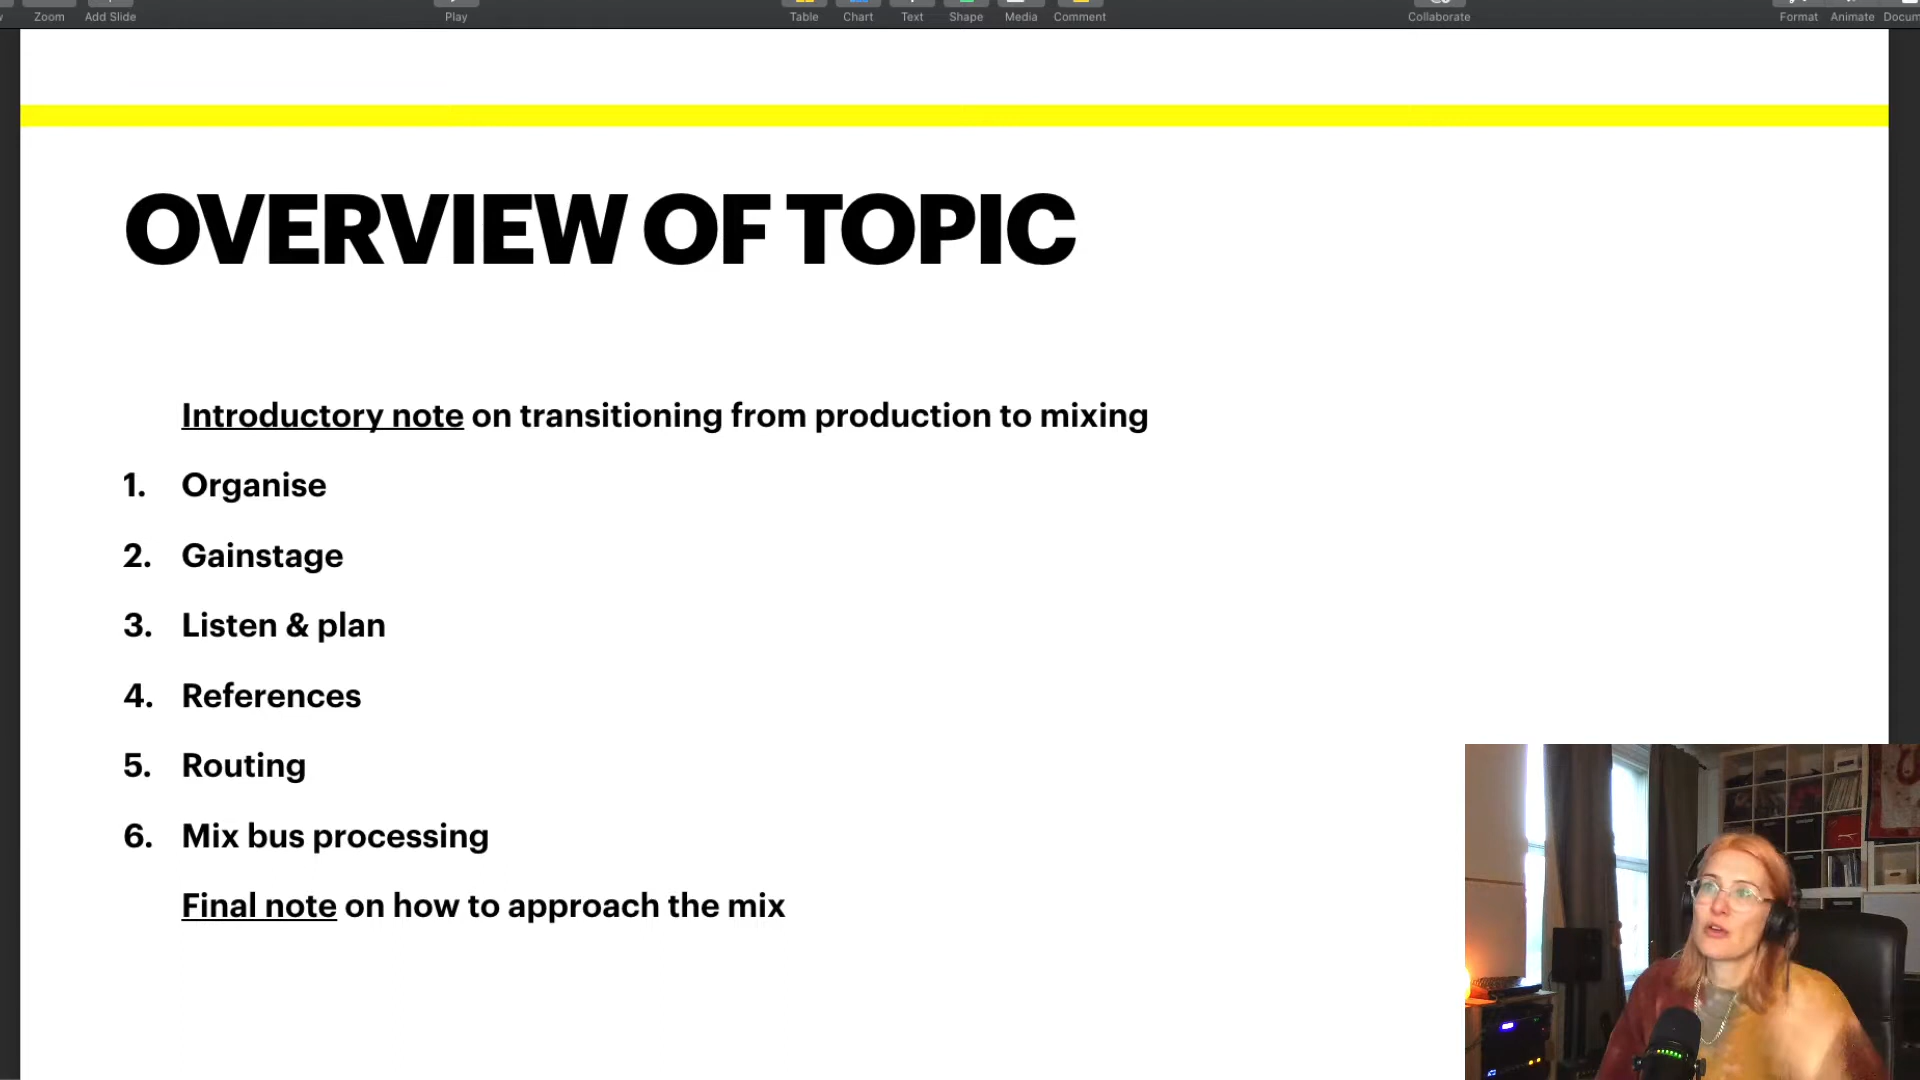 Zoom
Add Slide
Play
Table
Chart
Text
Shape
Media
Comment
Collaborate
Format
Animate
OVERVIEW OF TOPIC
Introductory note on transitioning from production to mixing
1. Organise
2. Gainstage
3. Listen & plan
4. References
5. Routing
6. Mix bus processing
Final note on how to approach the mix